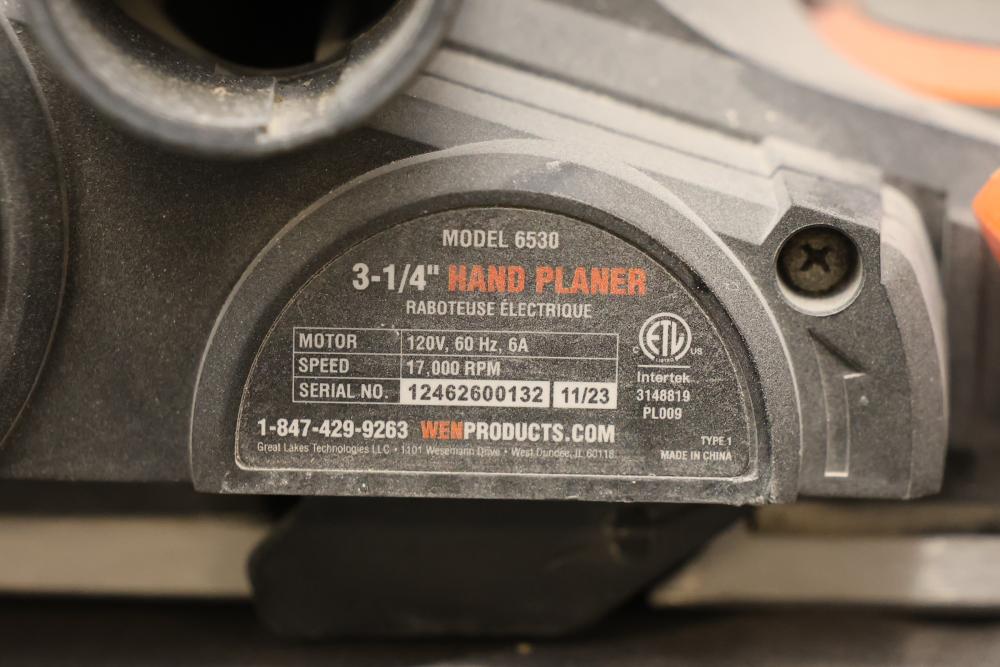 MODEL 6530
3-1/4" HAND PLANER
RABOTEUSE ÉLECTRIQUE
MOTOR 120V, 60 Hz, 6A
SPEED 17,000 RPM
SERIAL NO. 12462600132 11/23
C ETL US
LISTED
Intertek
3148819
PL009
1-847-429-9263 WENPRODUCTS.COM
Great Lakes Technologies LLC • 1101 Wesemann Drive • West Dundee, IL 60118
TYPE 1
MADE IN CHINA